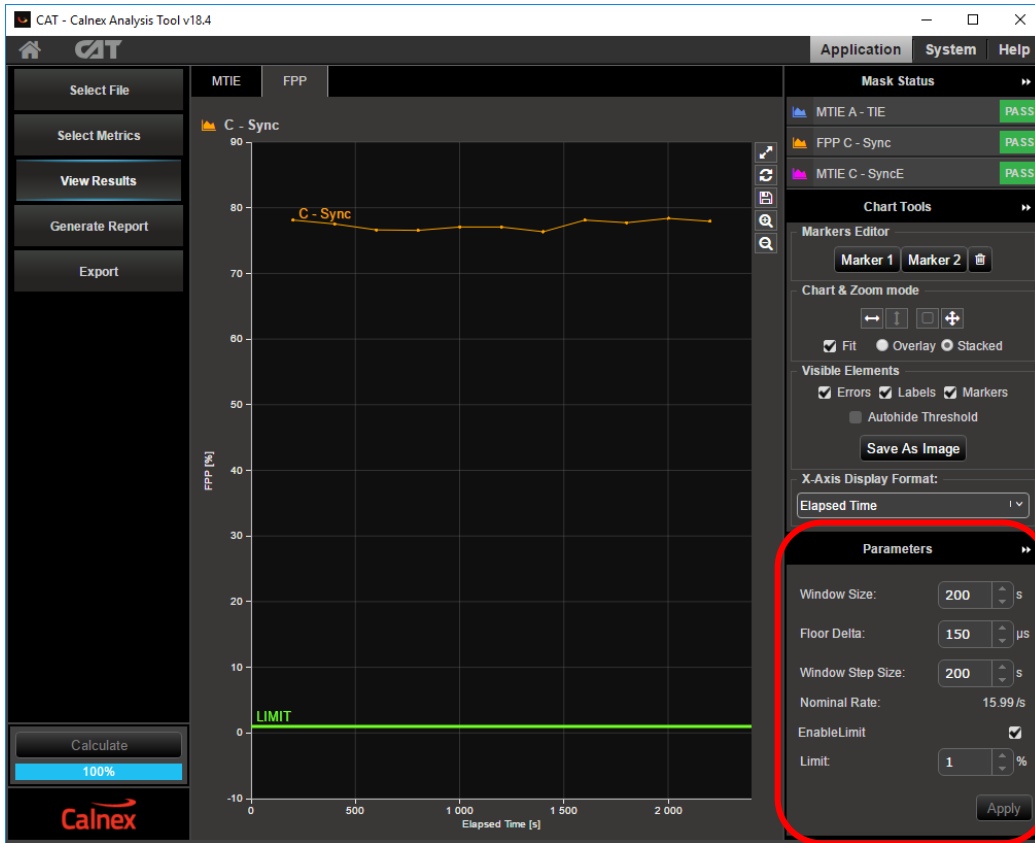 CAT - Calnex Analysis Tool v18.4
CAT
Application System Help
Select File
Select Metrics
View Results
Generate Report
Export
Calculate
100%
Calnex
MTIE FPP
C - Sync
90
80
70
60
50
40
30
20
10
0
-10
FPP [%]
C - Sync
LIMIT
0 500 1 000 1 500 2 000
Elapsed Time [s]
Mask Status
MTIE A - TIE PASS
FPP C - Sync PASS
MTIE C - SyncE PASS
Chart Tools
Markers Editor
Marker 1 Marker 2
Chart & Zoom mode
Fit Overlay Stacked
Visible Elements
Errors Labels Markers
Autohide Threshold
Save As Image
X-Axis Display Format:
Elapsed Time
Parameters
Window Size: 200 s
Floor Delta: 150 µs
Window Step Size: 200 s
Nominal Rate: 15.99/s
EnableLimit
Limit: 1 %
Apply